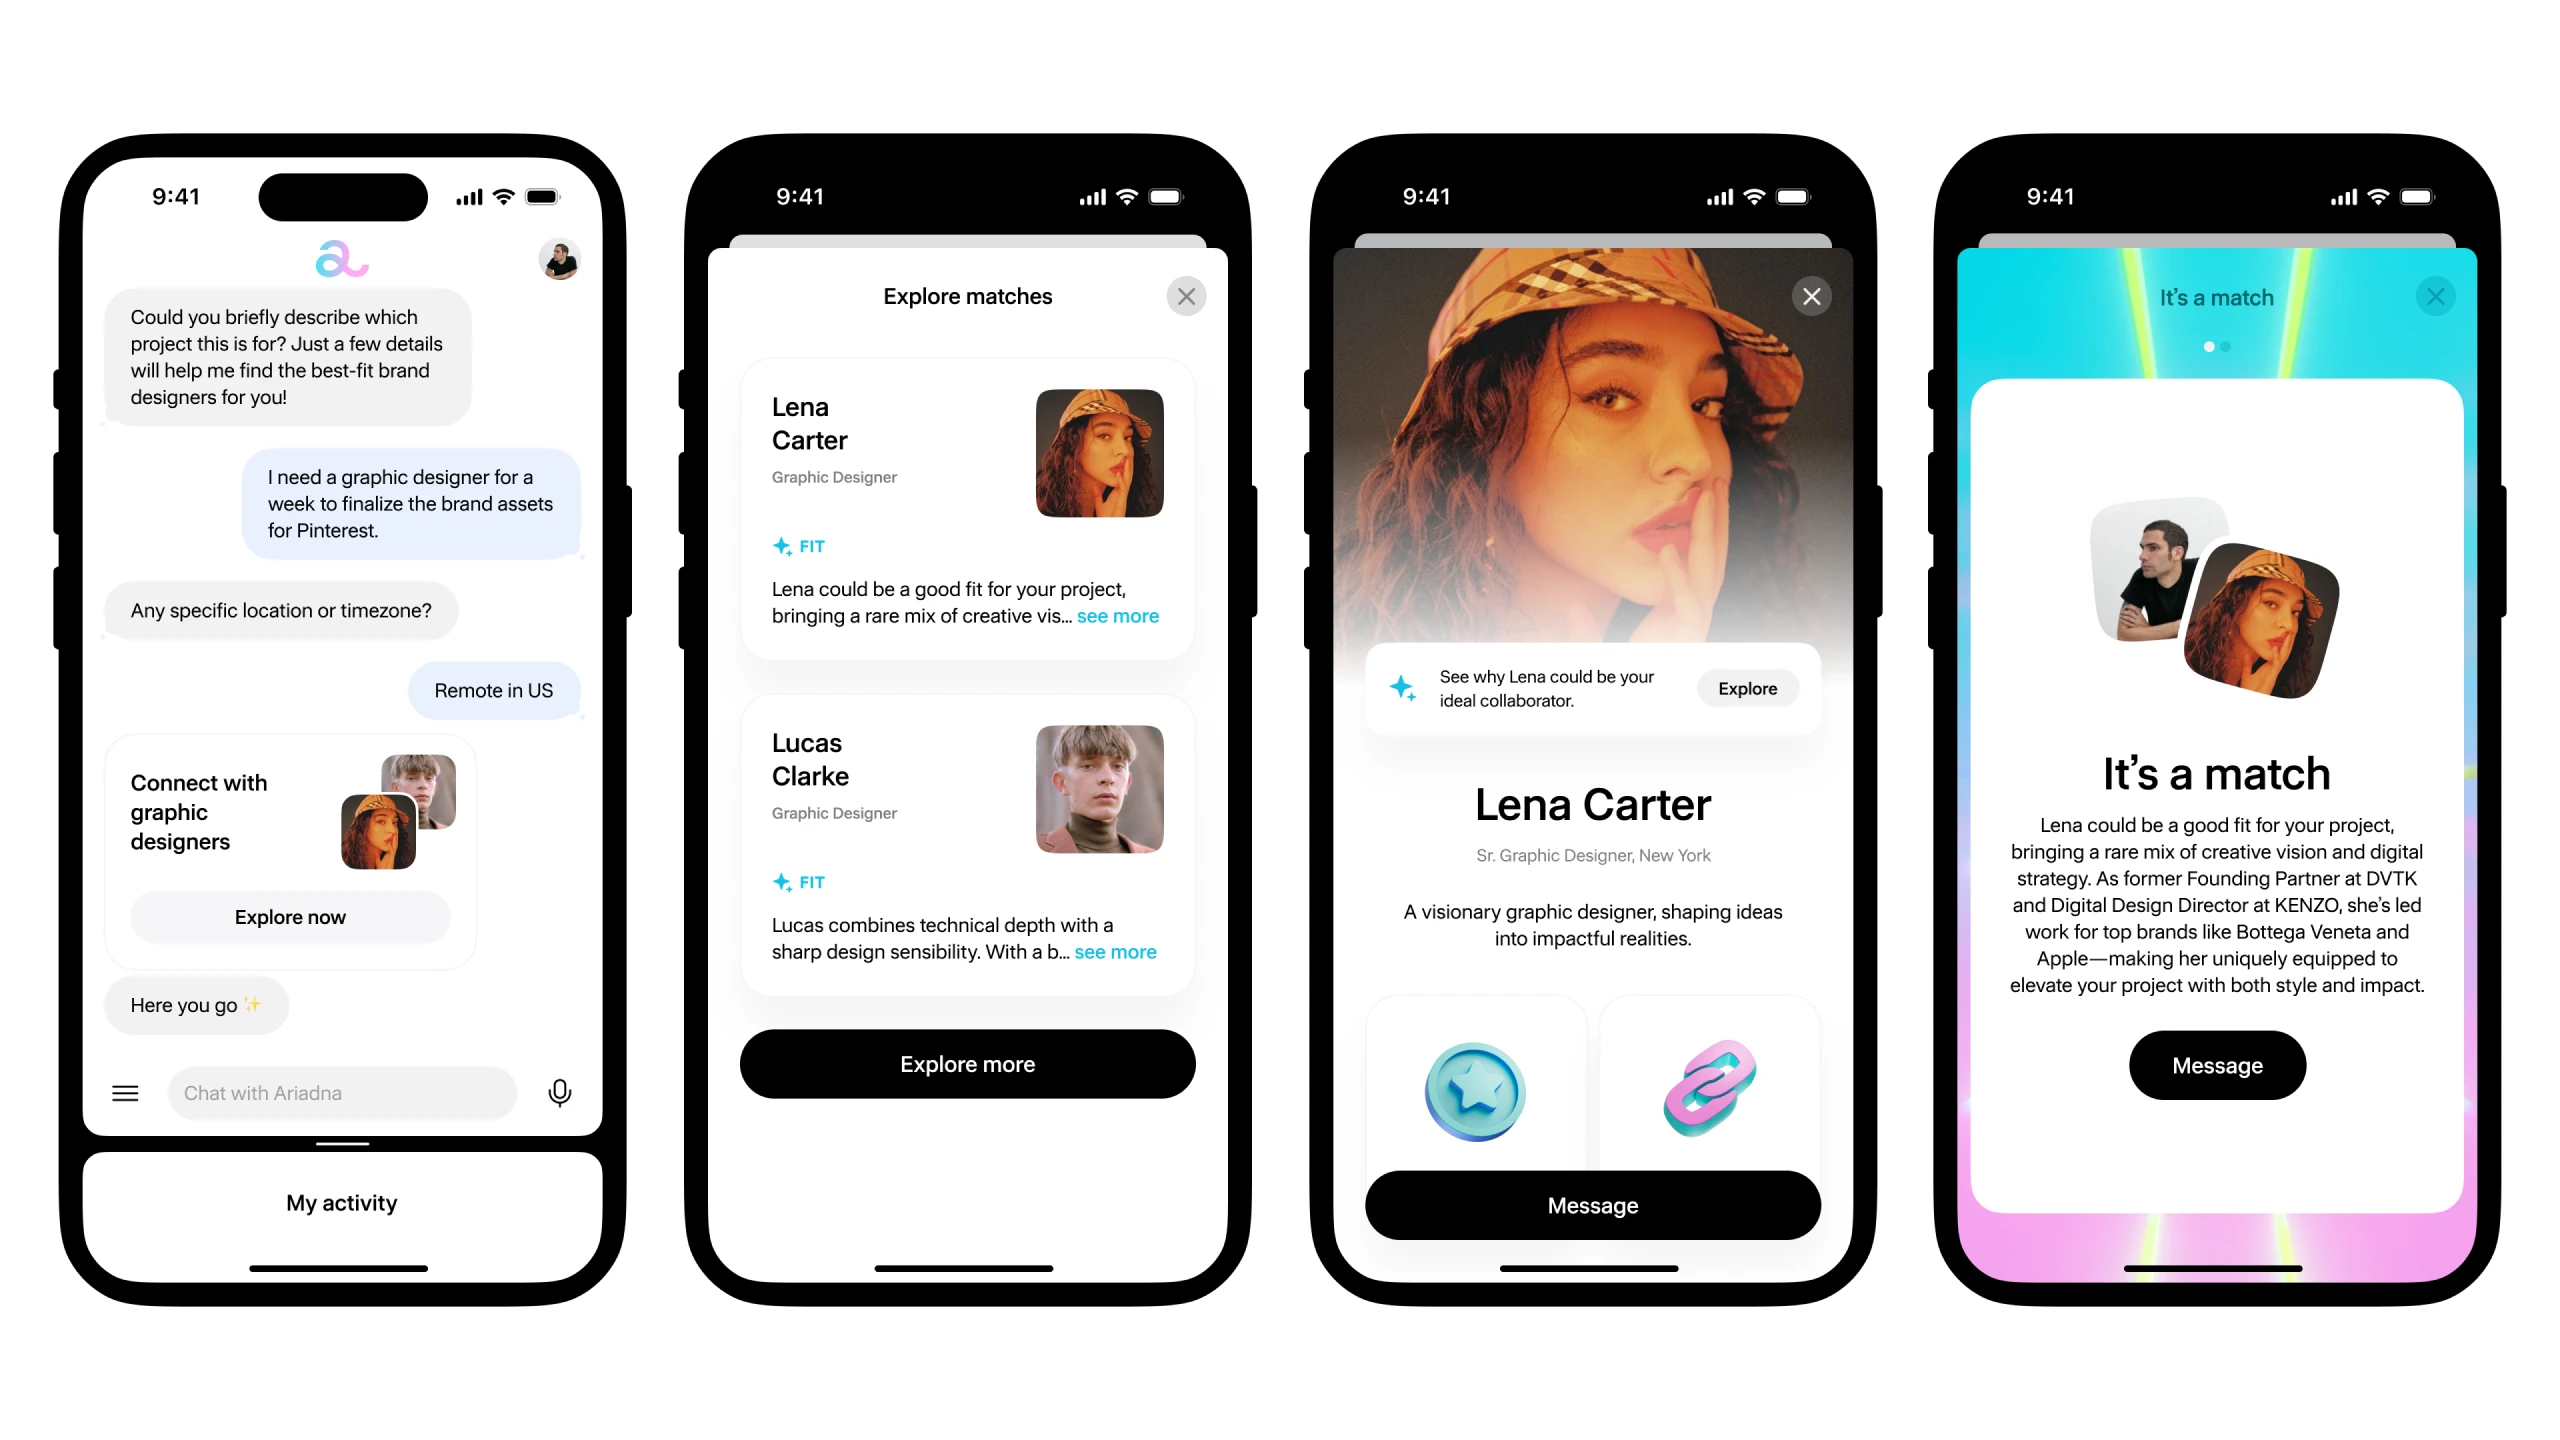 9:41
Could you briefly describe which
project this is for? Just a few details
will help me find the best-fit brand
designers for you!
I need a graphic designer for a
week to finalize the brand assets
for Pinterest.
Any specific location or timezone?
Remote in US
Connect with
graphic
designers
Explore now
Here you go ✨
Chat with Ariadna
My activity
9:41
Explore matches
Lena
Carter
Graphic Designer
FIT
Lena could be a good fit for your project,
bringing a rare mix of creative vis... see more
Lucas
Clarke
Graphic Designer
FIT
Lucas combines technical depth with a
sharp design sensibility. With a b... see more
Explore more
9:41
See why Lena could be your
ideal collaborator.
Explore
Lena Carter
Sr. Graphic Designer, New York
A visionary graphic designer, shaping ideas
into impactful realities.
Message
9:41
It’s a match
It’s a match
Lena could be a good fit for your project,
bringing a rare mix of creative vision and digital
strategy. As former Founding Partner at DVTK
and Digital Design Director at KENZO, she’s led
work for top brands like Bottega Veneta and
Apple—making her uniquely equipped to
elevate your project with both style and impact.
Message